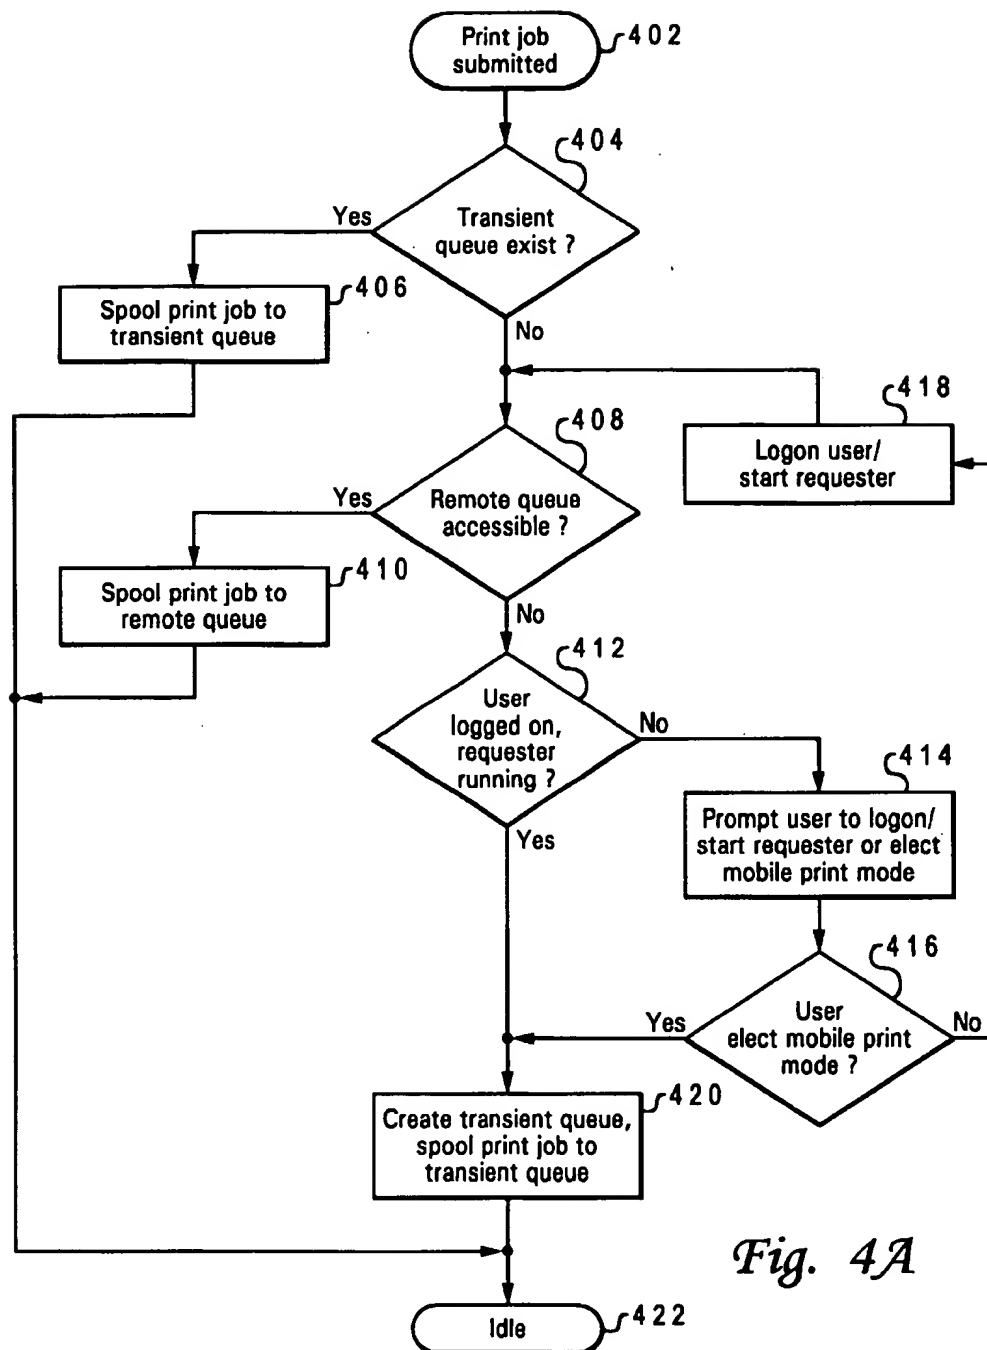 Print job
submitted
402
404
Transient
queue exist ?
Yes
No
406
Spool print job to
transient queue
418
Logon user/
start requester
408
Remote queue
accessible ?
Yes
No
410
Spool print job to
remote queue
412
User
logged on,
requester
running ?
No
Yes
414
Prompt user to logon/
start requester or elect
mobile print mode
416
User
elect mobile print
mode ?
Yes
No
420
Create transient queue,
spool print job to
transient queue
Fig. 4A
Idle
422